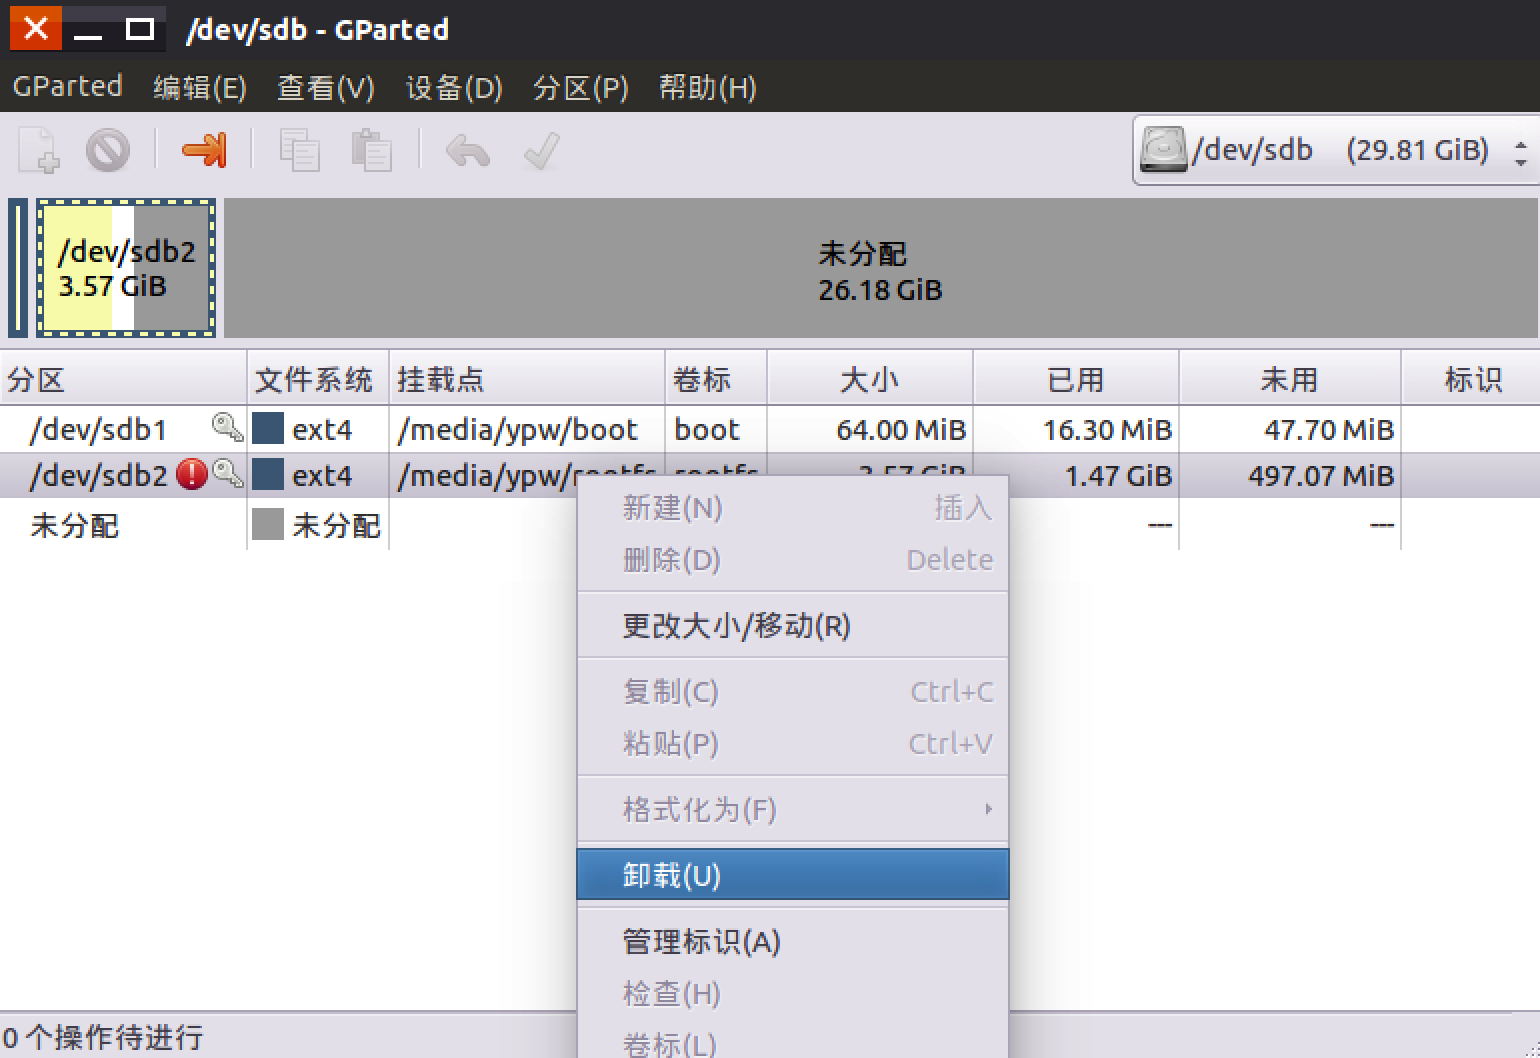 /dev/sdb - GParted
GParted 编辑(E) 查看(V) 设备(D) 分区(P) 帮助(H)
/dev/sdb (29.81 GiB)
/dev/sdb2
3.57 GiB
未分配
26.18 GiB
分区 文件系统 挂载点 卷标 大小 已用 未用 标识
/dev/sdb1 ext4 /media/ypw/boot boot 64.00 MiB 16.30 MiB 47.70 MiB
/dev/sdb2 ext4 /media/ypw/rootfs rootfs 3.57 GiB 1.47 GiB 497.07 MiB
未分配 未分配 --- ---
新建(N) 插入
删除(D) Delete
更改大小/移动(R)
复制(C) Ctrl+C
粘贴(P) Ctrl+V
格式化为(F)
卸载(U)
管理标识(A)
检查(H)
卷标(L)
0 个操作待进行